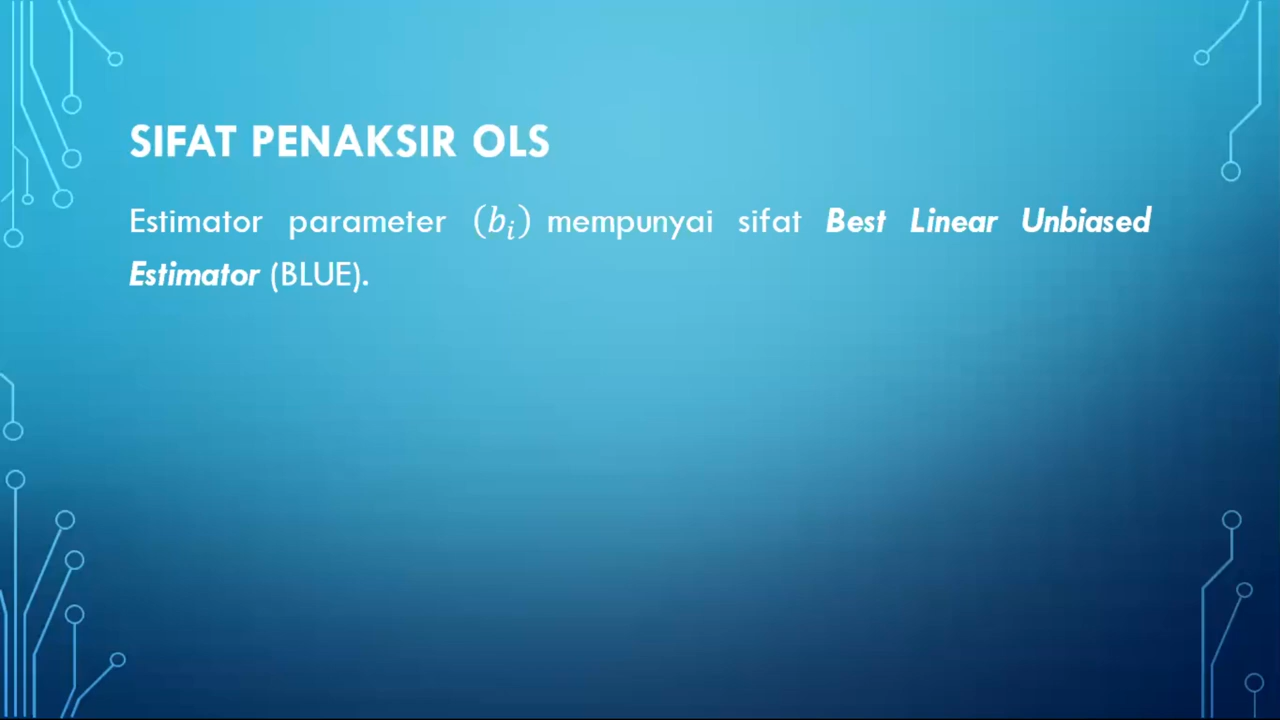 SIFAT PENAKSIR OLS
Estimator parameter (bᵢ) mempunyai sifat Best Linear Unbiased
Estimator (BLUE).